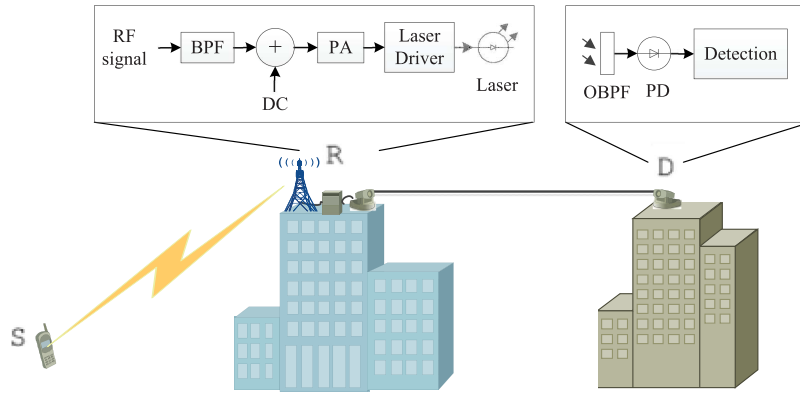 RF
signal
BPF
+
PA
Laser
Driver
Laser
DC
OBPF
PD
Detection
R
D
S